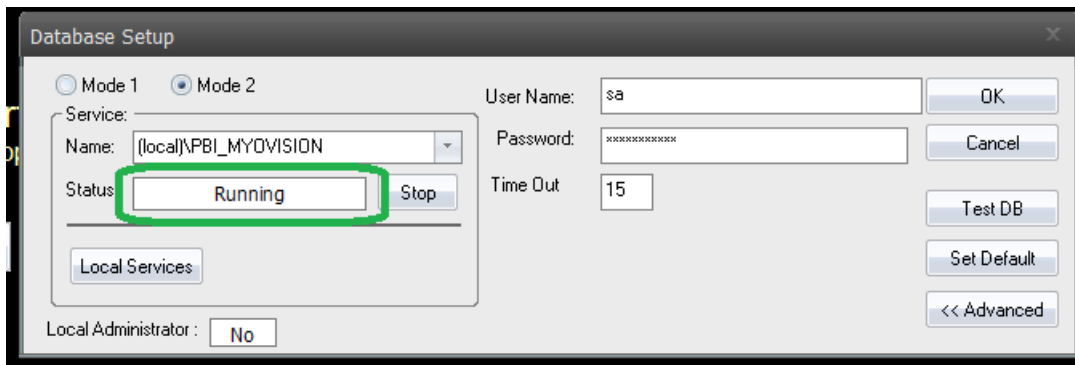 Database Setup
Mode 1
Mode 2
Service:
Name:
(local)\PBI_MYOVISION
Status
Running
Stop
Local Services
Local Administrator :
No
User Name:
sa
Password:
xxxxxxxxxxx
Time Out
15
OK
Cancel
Test DB
Set Default
<< Advanced